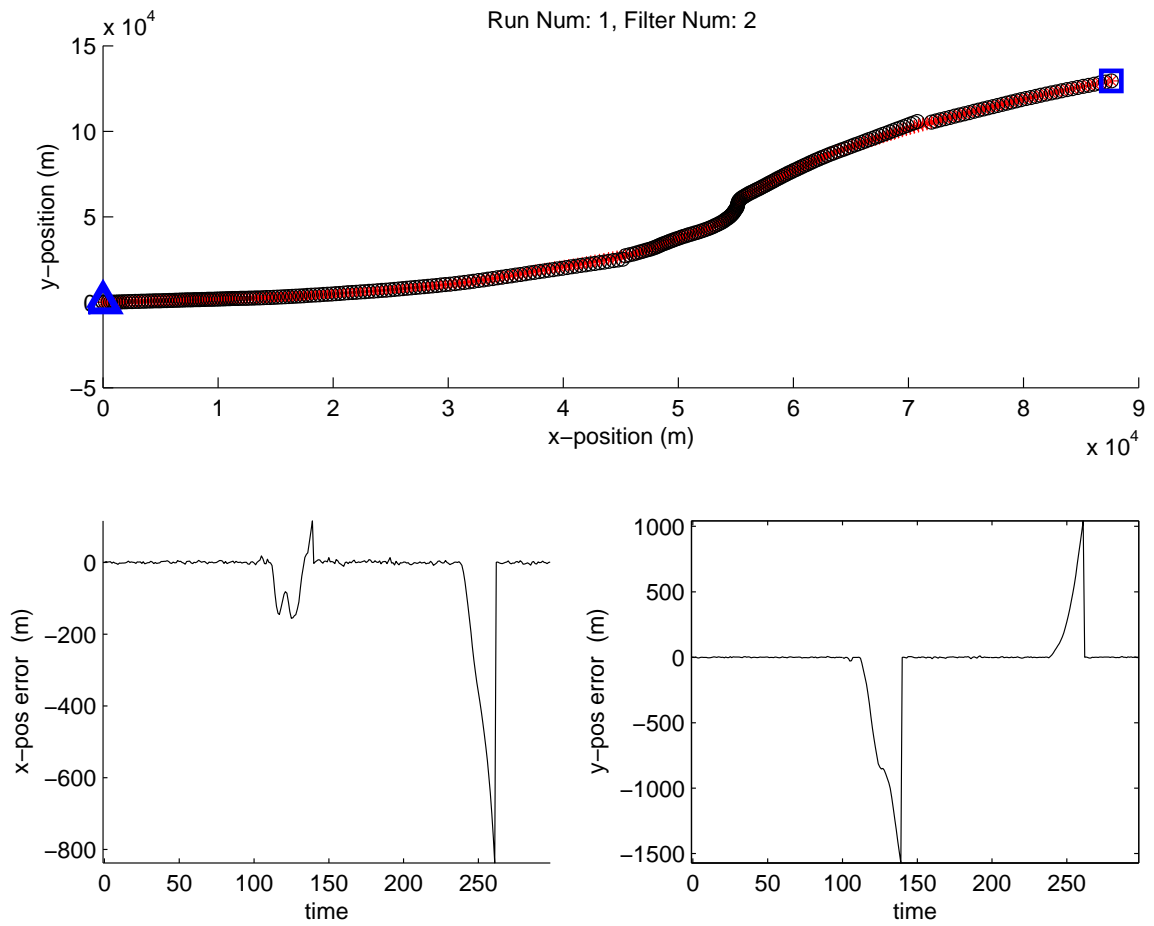 Run Num: 1, Filter Num: 2
x 10^4
15
10
5
0
−5
y−position (m)
0 1 2 3 4 5 6 7 8 9
x−position (m)
x 10^4
0
−200
−400
−600
−800
x−pos error (m)
0 50 100 150 200 250
time
1000
500
0
−500
−1000
−1500
y−pos error (m)
0 50 100 150 200 250
time